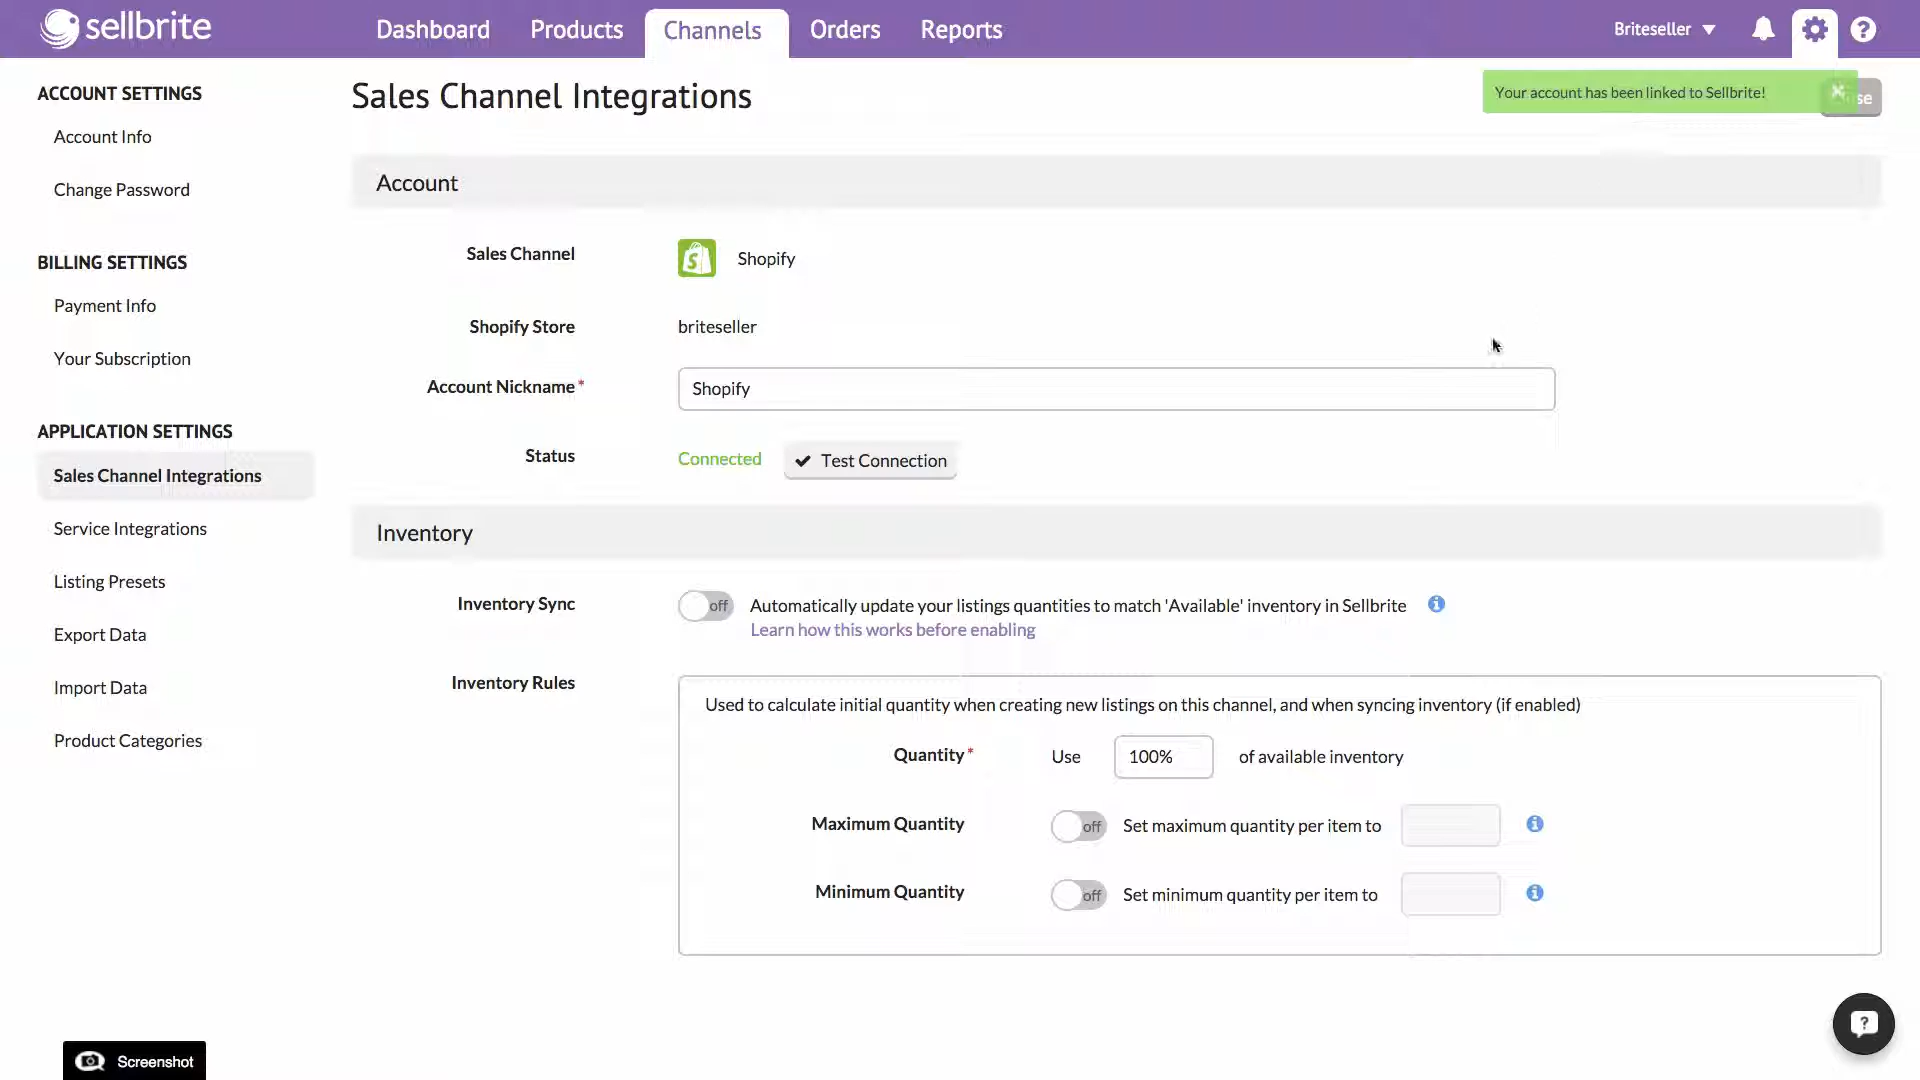 sellbrite
Dashboard
Products
Channels
Orders
Reports
Briteseller
ACCOUNT SETTINGS
Account Info
Change Password
BILLING SETTINGS
Payment Info
Your Subscription
APPLICATION SETTINGS
Sales Channel Integrations
Service Integrations
Listing Presets
Export Data
Import Data
Product Categories
Sales Channel Integrations
Your account has been linked to Sellbrite!
Account
Sales Channel
Shopify
Shopify Store
briteseller
Account Nickname*
Shopify
Status
Connected
Test Connection
Inventory
Inventory Sync
off
Automatically update your listings quantities to match 'Available' inventory in Sellbrite
Learn how this works before enabling
Inventory Rules
Used to calculate initial quantity when creating new listings on this channel, and when syncing inventory (if enabled)
Quantity*
Use
100%
of available inventory
Maximum Quantity
off
Set maximum quantity per item to
Minimum Quantity
off
Set minimum quantity per item to
Screenshot